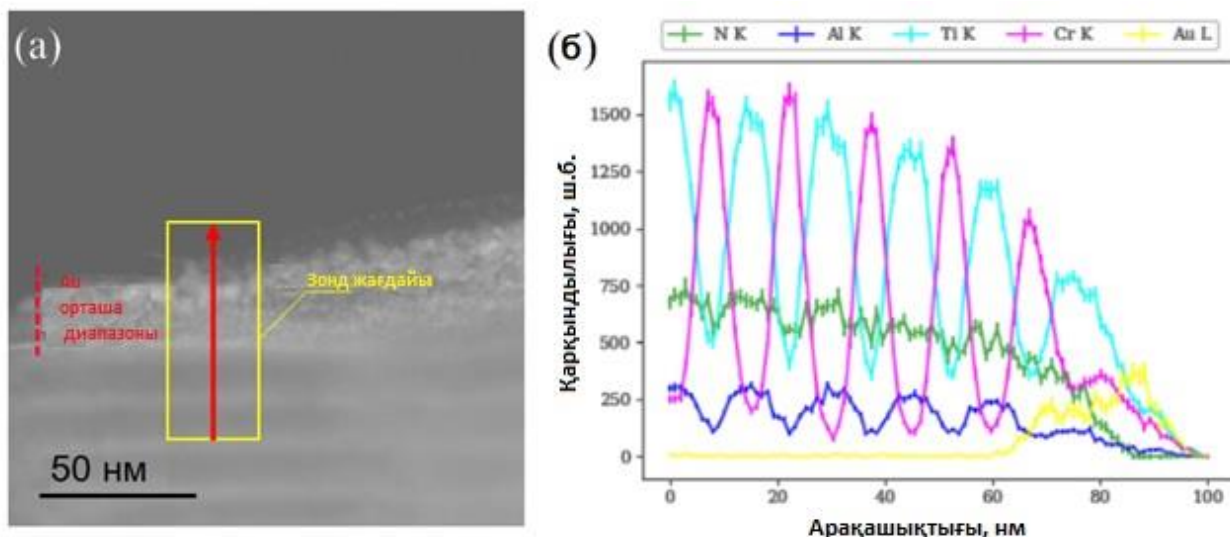 (а)
(б)
N K
Al K
Ti K
Cr K
Au L
Au
орташа
диапазоны
Зонд жағдайы
50 нм
Қарқындылығы, ш.б.
1500
1250
1000
750
500
250
0
0
20
40
60
80
100
Арақашықтығы, нм